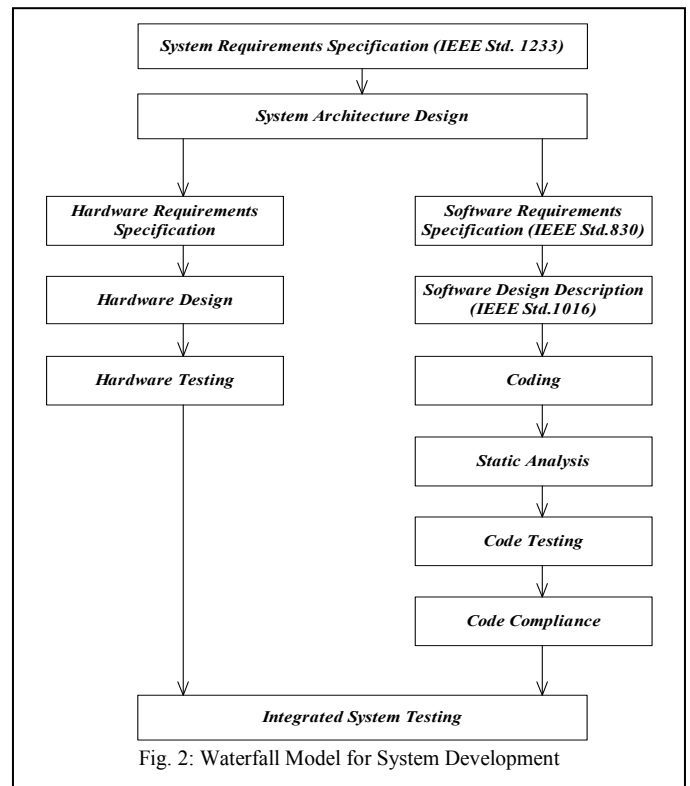 System Requirements Specification (IEEE Std. 1233)
System Architecture Design
Hardware Requirements
Specification
Hardware Design
Hardware Testing
Software Requirements
Specification (IEEE Std.830)
Software Design Description
(IEEE Std.1016)
Coding
Static Analysis
Code Testing
Code Compliance
Integrated System Testing
Fig. 2: Waterfall Model for System Development